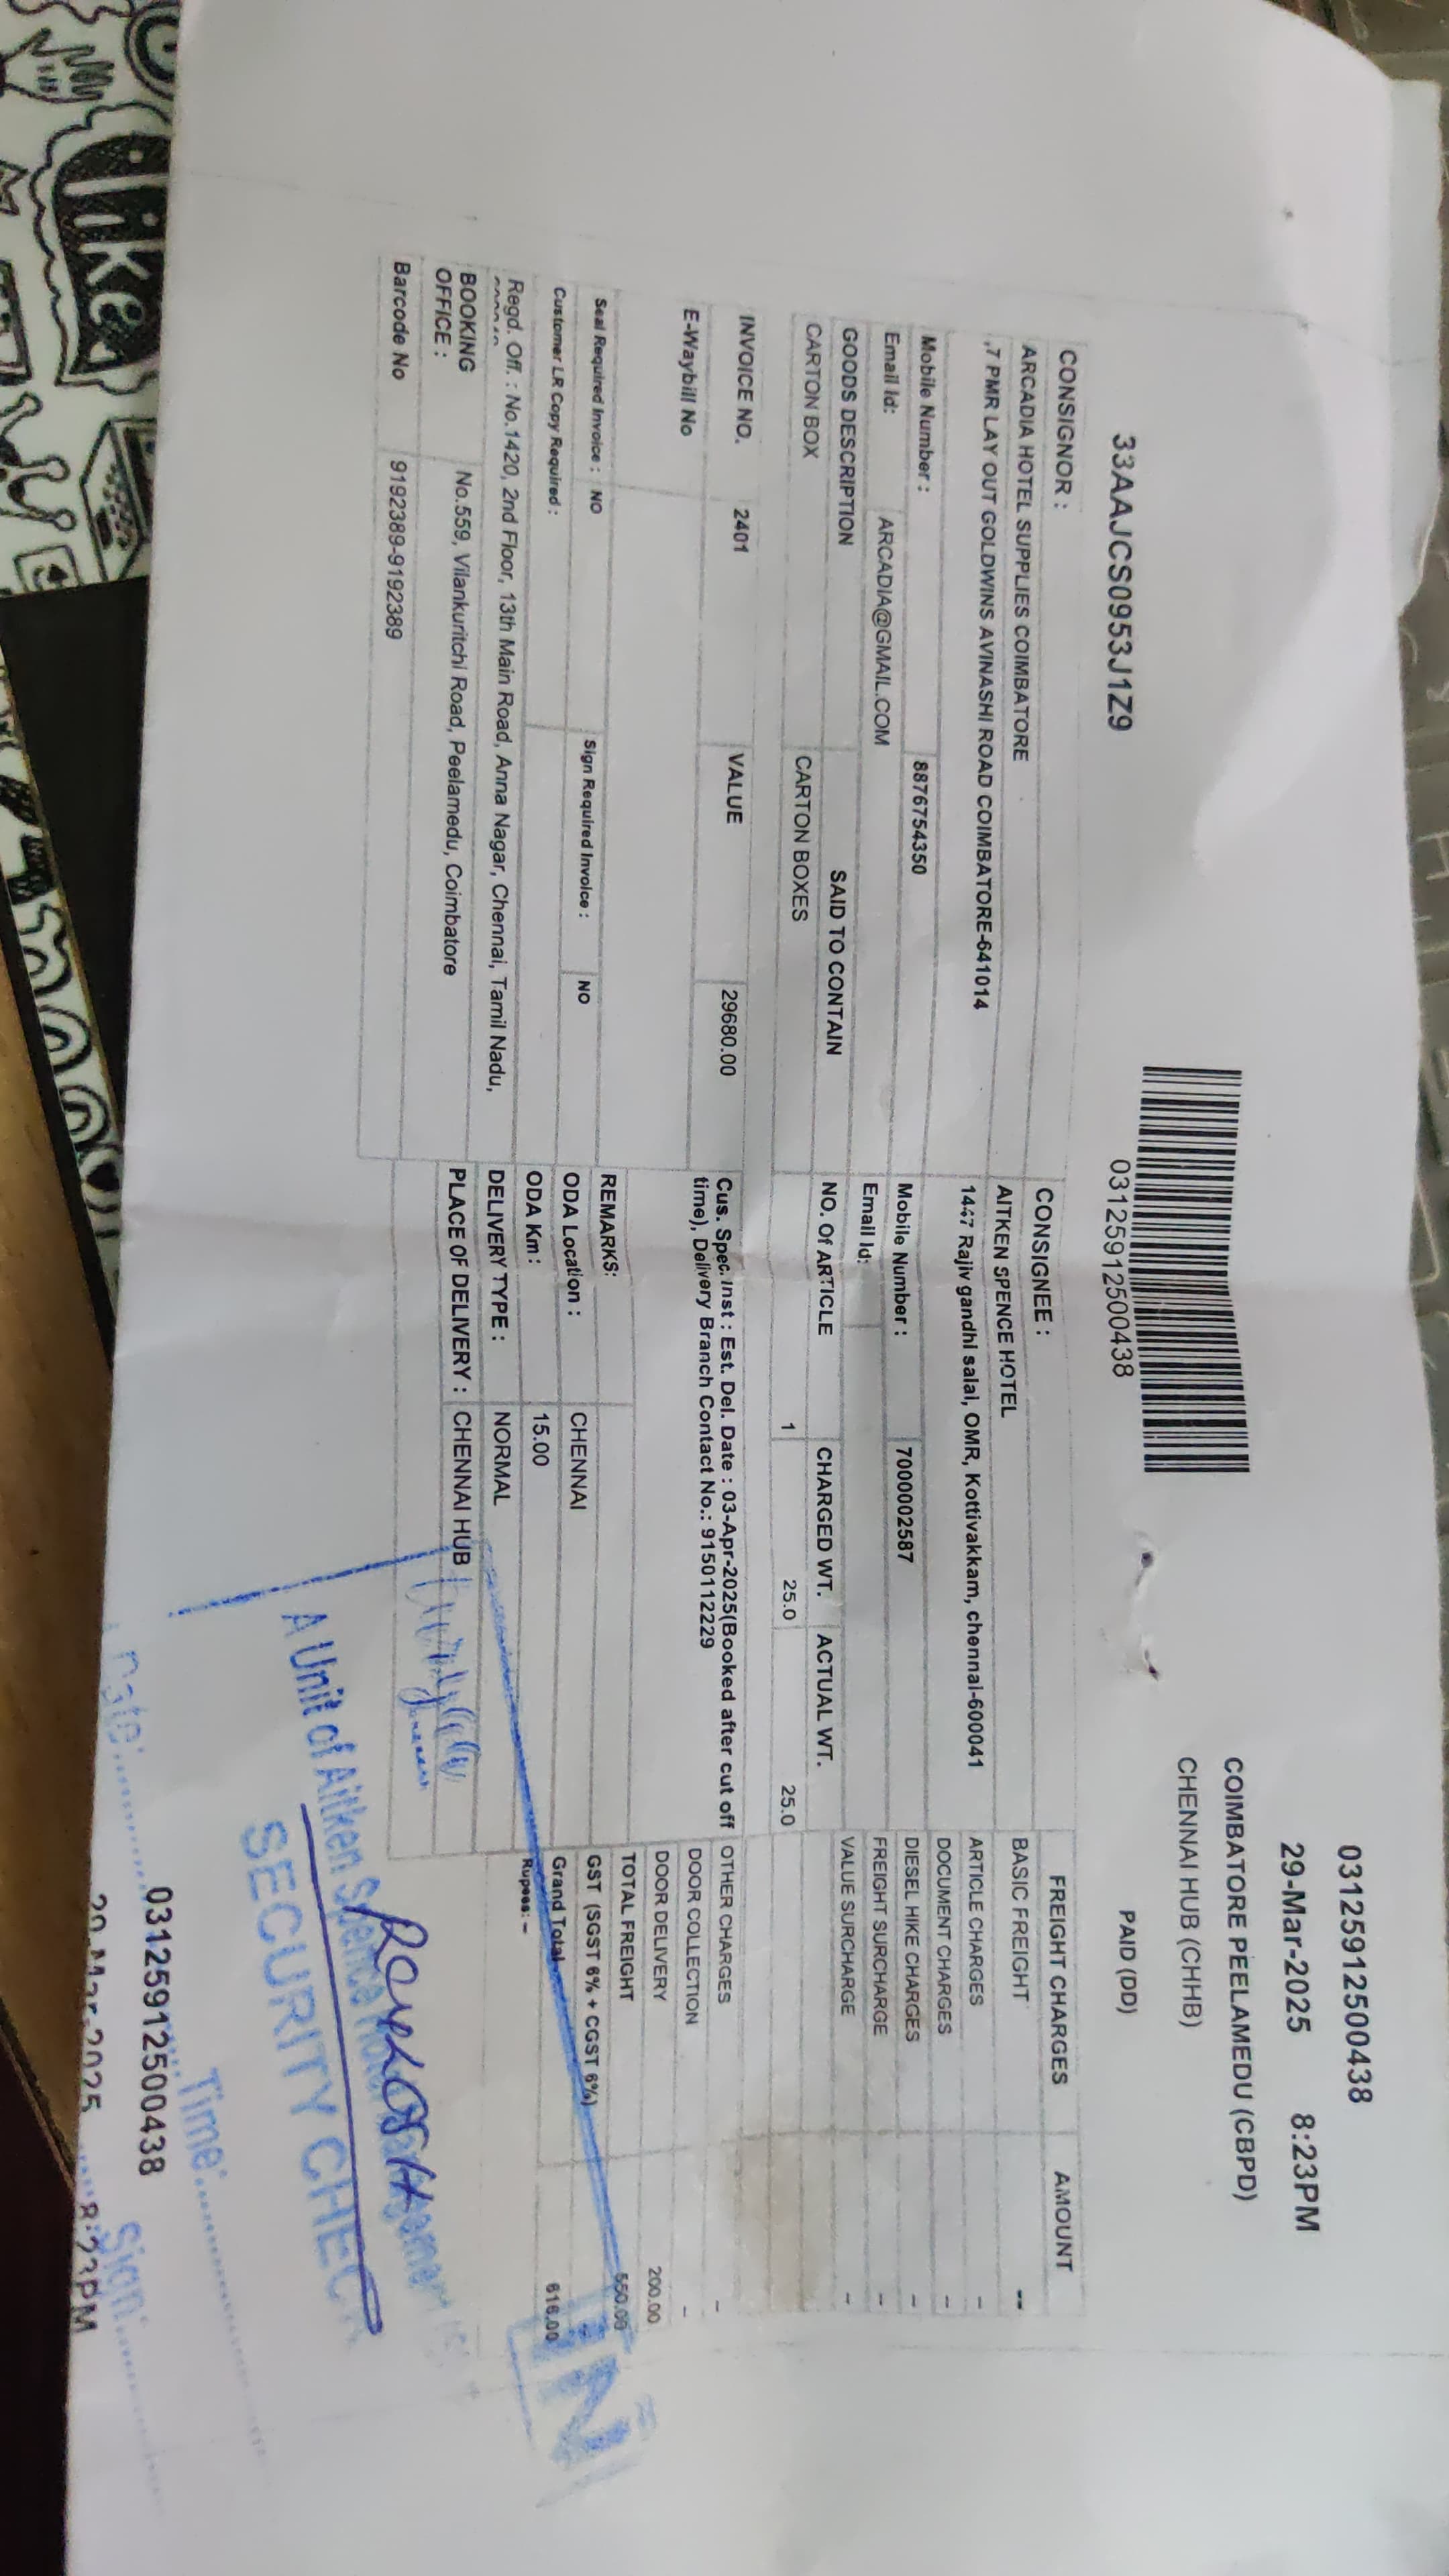 03125912500438
29-Mar-2025 8:23PM
COIMBATORE PEELAMEDU (CBPD)
CHENNAI HUB (CHHB)
33AAJCS0953J1Z9
03125912500438
PAID (DD)
CONSIGNOR :
ARCADIA HOTEL SUPPLIES COIMBATORE
,7 PMR LAY OUT GOLDWINS AVINASHI ROAD COIMBATORE-641014
Mobile Number : 8876754350
Email Id: ARCADIA@GMAIL.COM
CONSIGNEE :
AITKEN SPENCE HOTEL
1447 Rajiv gandhi salai, OMR, Kottivakkam, chennai-600041
Mobile Number : 7000002587
Email Id:
FREIGHT CHARGES AMOUNT
BASIC FREIGHT --
ARTICLE CHARGES -
DOCUMENT CHARGES -
DIESEL HIKE CHARGES -
FREIGHT SURCHARGE -
VALUE SURCHARGE -
GOODS DESCRIPTION SAID TO CONTAIN NO. Of ARTICLE CHARGED WT. ACTUAL WT.
CARTON BOX CARTON BOXES 1 25.0 25.0
INVOICE NO. 2401 VALUE 29680.00
E-Waybill No
Cus. Spec. Inst : Est. Del. Date : 03-Apr-2025(Booked after cut off
time), Delivery Branch Contact No.: 9150112229
OTHER CHARGES -
DOOR COLLECTION -
DOOR DELIVERY 200.00
TOTAL FREIGHT 550.00
GST (SGST 6% + CGST 6%)
Grand Total 616.00
Rupees: -
Seal Required Invoice : NO Sign Required Invoice : NO
Customer LR Copy Required :
REMARKS:
ODA Location : CHENNAI
ODA Km : 15.00
DELIVERY TYPE : NORMAL
PLACE OF DELIVERY : CHENNAI HUB
Regd. Off. : No.1420, 2nd Floor, 13th Main Road, Anna Nagar, Chennai, Tamil Nadu,
BOOKING OFFICE : No.559, Vilankuritchi Road, Peelamedu, Coimbatore
Barcode No 9192389-9192389
IN
A Unit of Aitken Spence
SECURITY CHEC
Date: Time: Sign:
03125912500438
29-Mar-2025 8:23PM
like